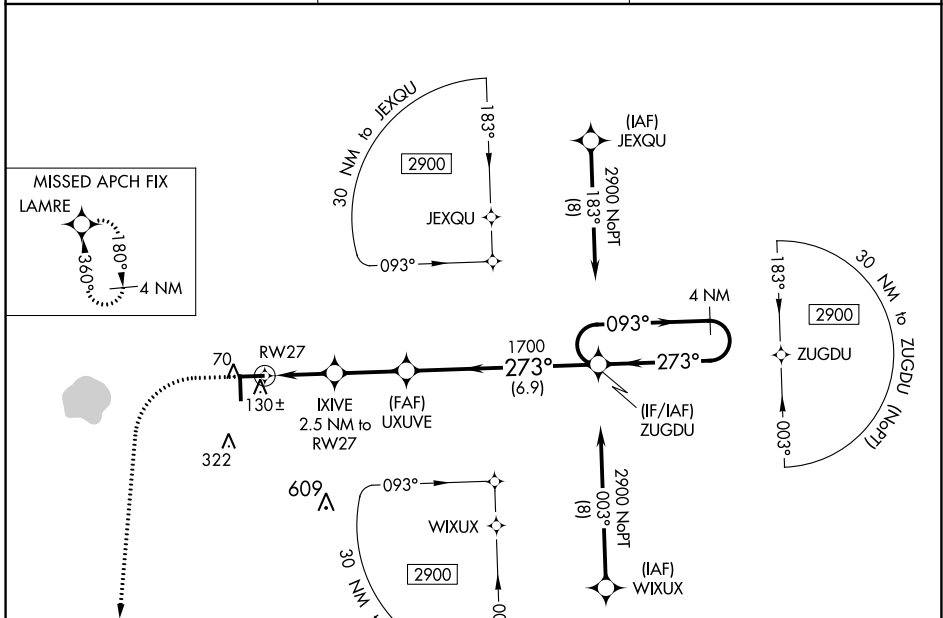 30 NM to JEXQU
183°
2900
JEXQU
093°
(IAF)
JEXQU
2900 NoPT
183°
(8)
MISSED APCH FIX
LAMRE
180°
360°
4 NM
183°
30 NM to ZUGDU (NoPT)
2900
ZUGDU
003°
4 NM
093°
273°
70
RW27
130±
IXIVE
2.5 NM to
RW27
(FAF)
UXUVE
1700
273°
(6.9)
(IF/IAF)
ZUGDU
322
609
093°
WIXUX
2900
30 NM
00
2900 NoPT
003°
(8)
(IAF)
WIXUX